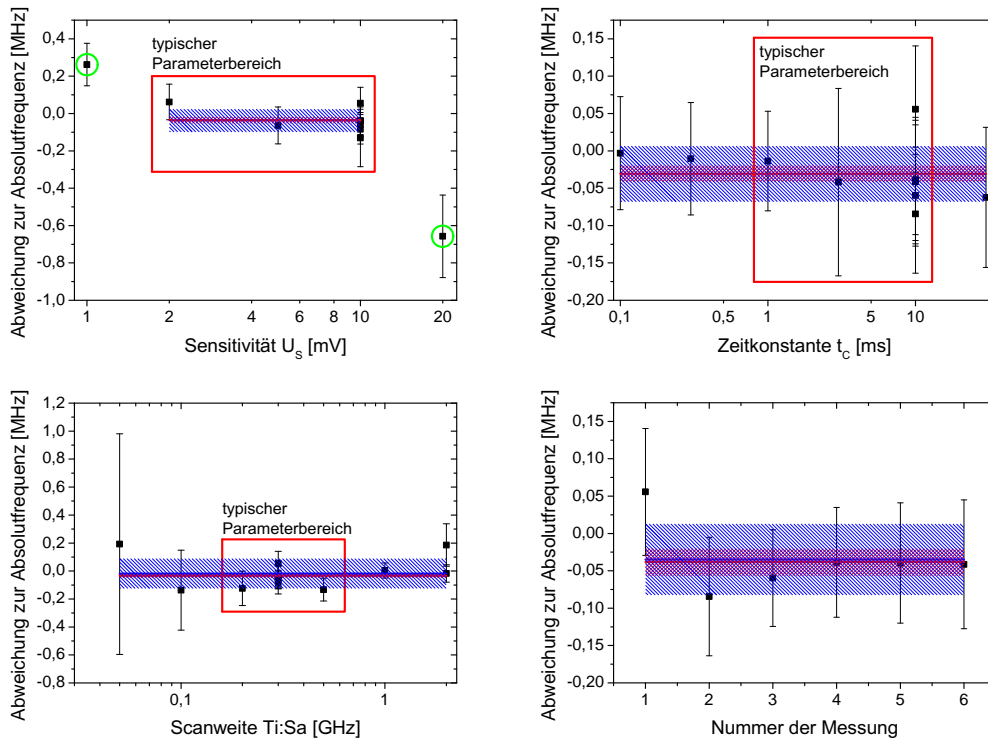 Abweichung zur Absolutfrequenz [MHz]
0,4
0,2
0,0
-0,2
-0,4
-0,6
-0,8
-1,0
typischer
Parameterbereich
1 2 4 6 8 10 20
Sensitivität U_S [mV]
Abweichung zur Absolutfrequenz [MHz]
0,15
0,10
0,05
0,00
-0,05
-0,10
-0,15
-0,20
typischer
Parameterbereich
0,1 0,5 1 5 10
Zeitkonstante t_C [ms]
Abweichung zur Absolutfrequenz [MHz]
1,2
1,0
0,8
0,6
0,4
0,2
0,0
-0,2
-0,4
-0,6
-0,8
typischer
Parameterbereich
0,1 1
Scanweite Ti:Sa [GHz]
Abweichung zur Absolutfrequenz [MHz]
0,15
0,10
0,05
0,00
-0,05
-0,10
-0,15
-0,20
1 2 3 4 5 6
Nummer der Messung